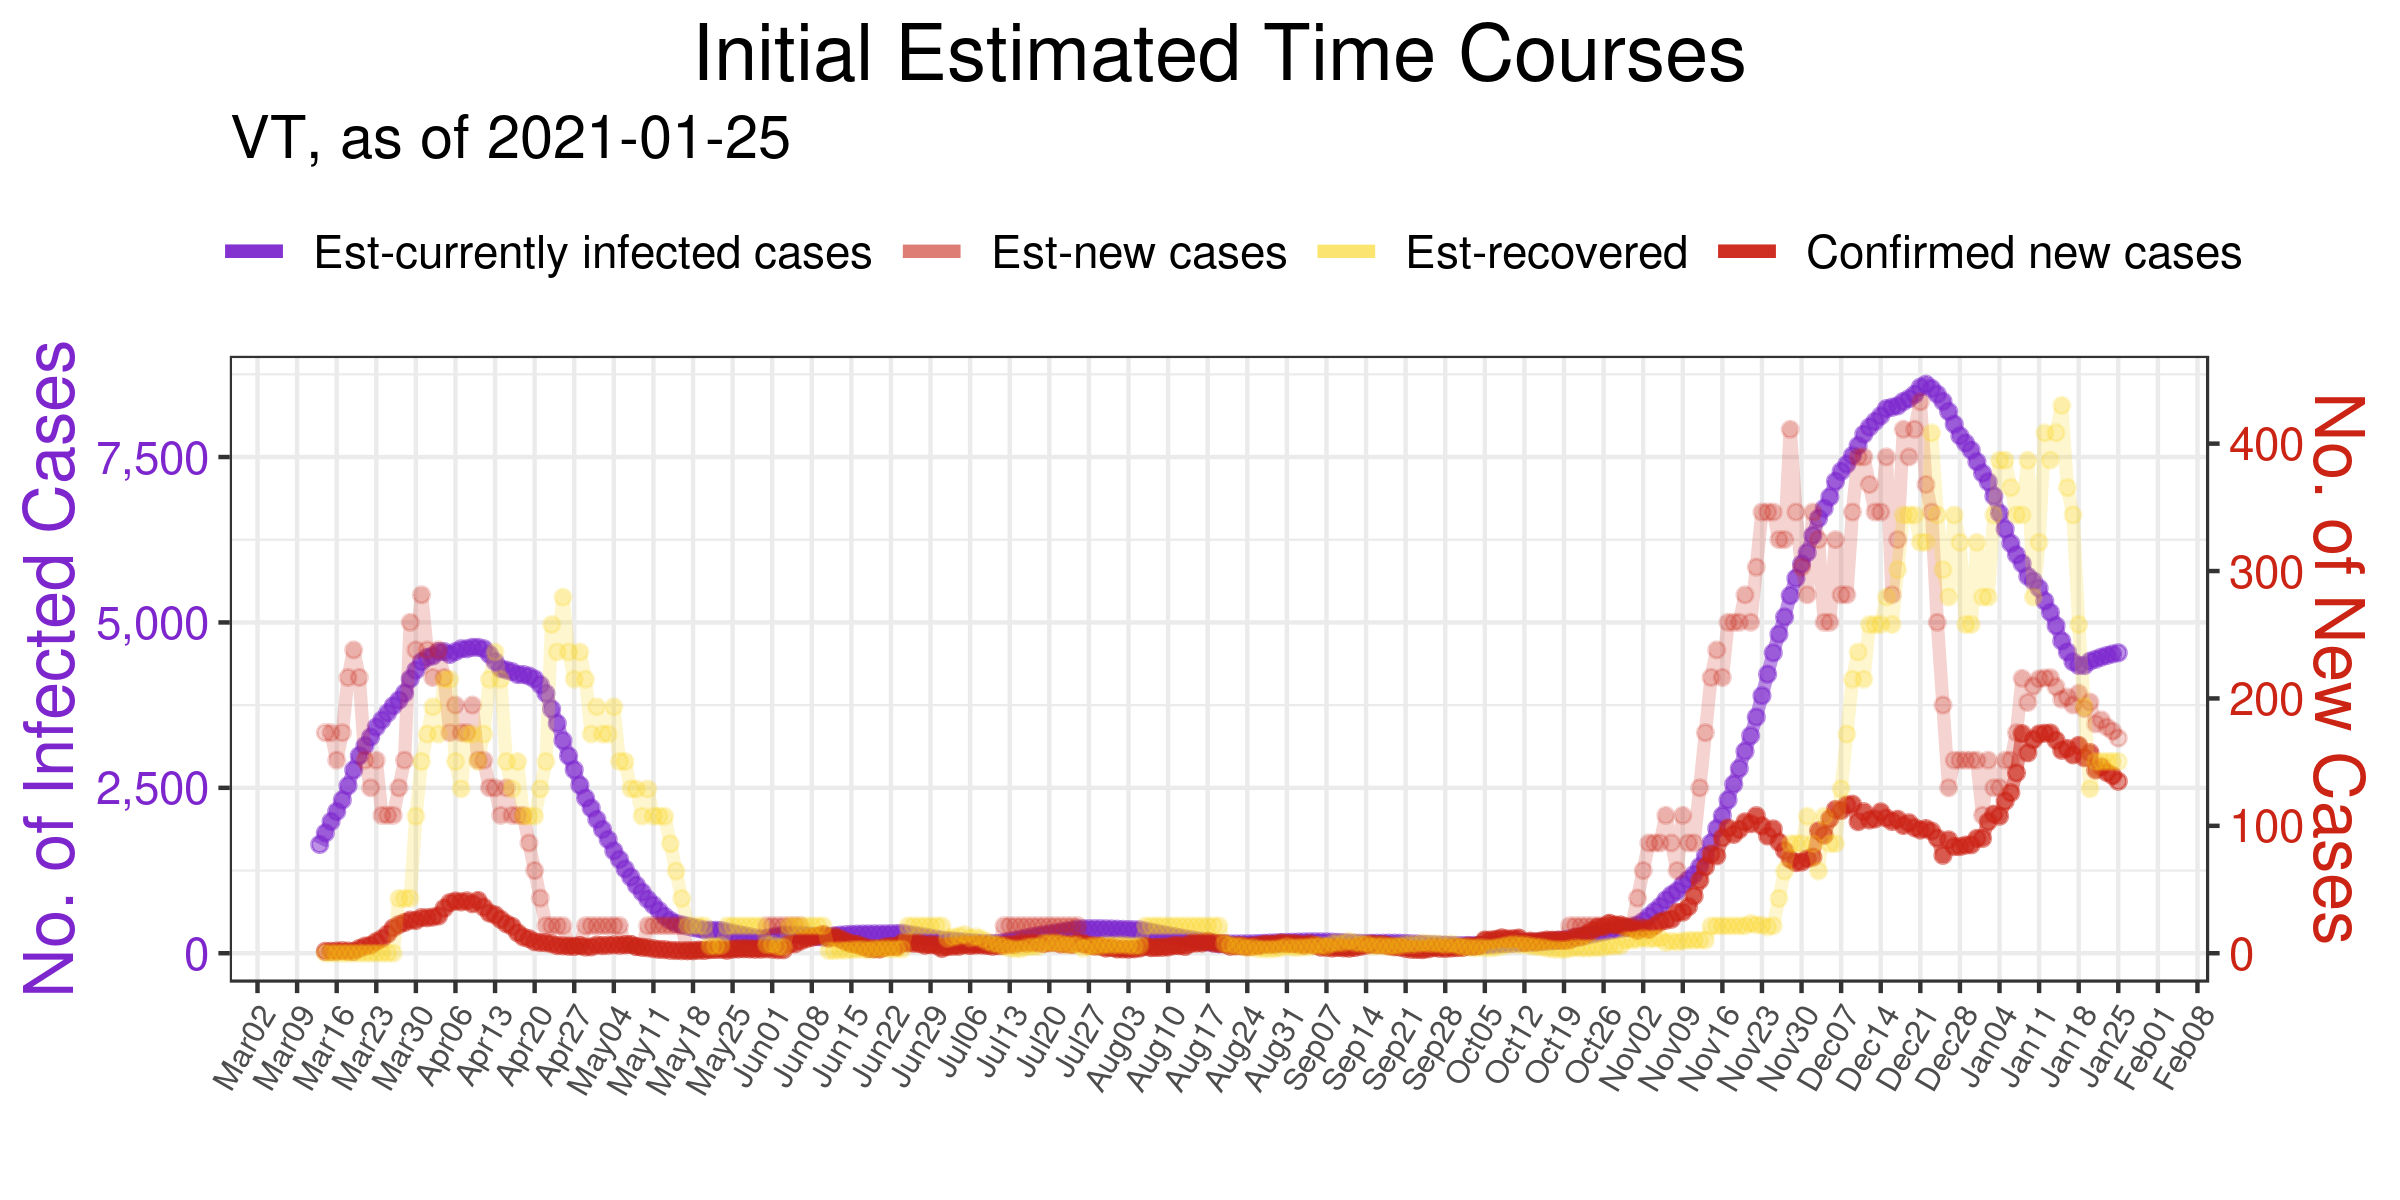 Initial Estimated Time Courses
VT, as of 2021-01-25
Est-currently infected cases Est-new cases Est-recovered Confirmed new cases
No. of Infected Cases
7,500
5,000
2,500
0
400
300
200
100
0
No. of New Cases
Mar02 Mar09 Mar16 Mar23 Mar30 Apr06 Apr13 Apr20 Apr27 May04 May11 May18 May25 Jun01 Jun08 Jun15 Jun22 Jun29 Jul06 Jul13 Jul20 Jul27 Aug03 Aug10 Aug17 Aug24 Aug31 Sep07 Sep14 Sep21 Sep28 Oct05 Oct12 Oct19 Oct26 Nov02 Nov09 Nov16 Nov23 Nov30 Dec07 Dec14 Dec21 Dec28 Jan04 Jan11 Jan18 Jan25 Feb01 Feb08